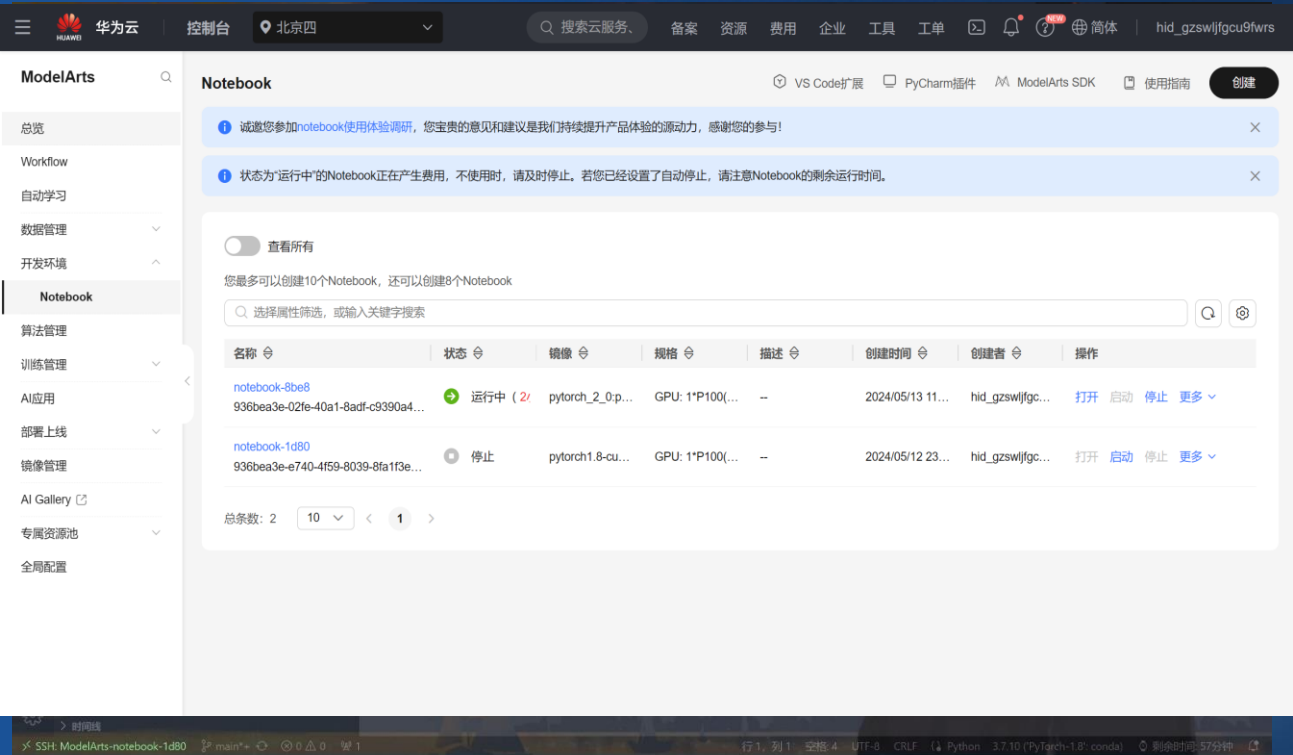 HUAWEI 华为云 控制台 北京四 搜索云服务、 备案 资源 费用 企业 工具 工单 NEW 简体 hid_gzswljfgcu9fwrs
ModelArts
Notebook VS Code扩展 PyCharm插件 ModelArts SDK 使用指南 创建
总览
Workflow
自动学习
数据管理
开发环境
Notebook
算法管理
训练管理
AI应用
部署上线
镜像管理
AI Gallery
专属资源池
全局配置
诚邀您参加notebook使用体验调研，您宝贵的意见和建议是我们持续提升产品体验的源动力，感谢您的参与！
状态为“运行中”的Notebook正在产生费用，不使用时，请及时停止。若您已经设置了自动停止，请注意Notebook的剩余运行时间。
查看所有
您最多可以创建10个Notebook，还可以创建8个Notebook
选择属性筛选，或输入关键字搜索
名称 状态 镜像 规格 描述 创建时间 创建者 操作
notebook-8be8
936bea3e-02fe-40a1-8adf-c9390a4... 运行中（2/ pytorch_2_0:p... GPU: 1*P100(... -- 2024/05/13 11... hid_gzswljfgc... 打开 启动 停止 更多
notebook-1d80
936bea3e-e740-4f59-8039-8fa1f3e... 停止 pytorch1.8-cu... GPU: 1*P100(... -- 2024/05/12 23... hid_gzswljfgc... 打开 启动 停止 更多
总条数：2 10 1
时间线
SSH: ModelArts-notebook-1d80 main*+ 0 0 1 行 1，列 1 空格: 4 UTF-8 CRLF Python 3.7.10 ('PyTorch-1.8': conda) 剩余时间: 57分钟